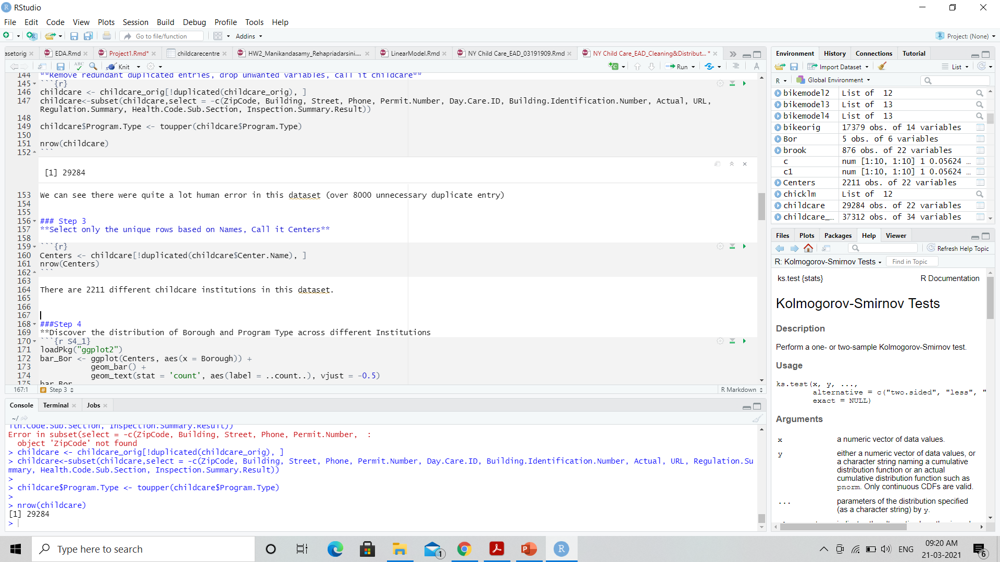 RStudio
File Edit Code View Plots Session Build Debug Profile Tools Help
Go to file/function Addins Project: (None)
asetorig EDA.Rmd Project1.Rmd* childcarecentre HW2_Manikandasamy_Rehapriadarsini.... LinearModel.Rmd NY Child Care_EAD_03191909.Rmd NY Child Care_EAD_Cleaning&Distribut...*
ABC Knit Run
144 **Remove redundant duplicated entries, drop unwanted variables, call it childcare**
145 ```{r}
146 childcare <- childcare_orig[!duplicated(childcare_orig), ]
147 childcare<-subset(childcare,select = -c(ZipCode, Building, Street, Phone, Permit.Number, Day.Care.ID, Building.Identification.Number, Actual, URL,
Regulation.Summary, Health.Code.Sub.Section, Inspection.Summary.Result))
148
149 childcare$Program.Type <- toupper(childcare$Program.Type)
150
151 nrow(childcare)
152 ```
[1] 29284
153 We can see there were quite a lot human error in this dataset (over 8000 unnecessary duplicate entry)
154
155
156 ### Step 3
157 **Select only the unique rows based on Names, Call it Centers**
158
159 ```{r}
160 Centers <- childcare[!duplicated(childcare$Center.Name), ]
161 nrow(Centers)
162 ```
163
164 There are 2211 different childcare institutions in this dataset.
165
166
167
168 ###Step 4
169 **Discover the distribution of Borough and Program Type across different Institutions
170 ```{r S4_1}
171 loadPkg("ggplot2")
172 bar_Bor <- ggplot(Centers, aes(x = Borough)) +
173 geom_bar() +
174 geom_text(stat = 'count', aes(label = ..count..), vjust = -0.5)
175 bar_Bor
167:1 # Step 3 R Markdown
Console Terminal Jobs
~/
lth.Code.Sub.Section, Inspection.Summary.Result))
Error in subset(select = -c(ZipCode, Building, Street, Phone, Permit.Number, :
object 'ZipCode' not found
> childcare <- childcare_orig[!duplicated(childcare_orig), ]
> childcare<-subset(childcare,select = -c(ZipCode, Building, Street, Phone, Permit.Number, Day.Care.ID, Building.Identification.Number, Actual, URL, Regulation.Su
mmary, Health.Code.Sub.Section, Inspection.Summary.Result))
>
> childcare$Program.Type <- toupper(childcare$Program.Type)
>
> nrow(childcare)
[1] 29284
>
Environment History Connections Tutorial
Import Dataset List
R Global Environment
bikemodel2 List of 12
bikemodel3 List of 13
bikemodel4 List of 13
bikeorig 17379 obs. of 14 variables
Bor 5 obs. of 6 variables
brook 876 obs. of 22 variables
c num [1:10, 1:10] 1 0.05624 ...
c1 num [1:10, 1:10] 1 0.05624 ...
Centers 2211 obs. of 22 variables
chicklm List of 12
childcare 29284 obs. of 22 variables
childcare_... 37312 obs. of 34 variables
Files Plots Packages Help Viewer
Refresh Help Topic
R: Kolmogorov-Smirnov Tests Find in Topic
ks.test {stats} R Documentation
Kolmogorov-Smirnov Tests
Description
Perform a one- or two-sample Kolmogorov-Smirnov test.
Usage
ks.test(x, y, ...,
alternative = c("two.sided", "less", "
exact = NULL)
Arguments
x a numeric vector of data values.
y either a numeric vector of data values, or
a character string naming a cumulative
distribution function or an actual
cumulative distribution function such as
pnorm. Only continuous CDFs are valid.
... parameters of the distribution specified
(as a character string) by y.
Type here to search
1
ENG
09:20 AM
21-03-2021
6